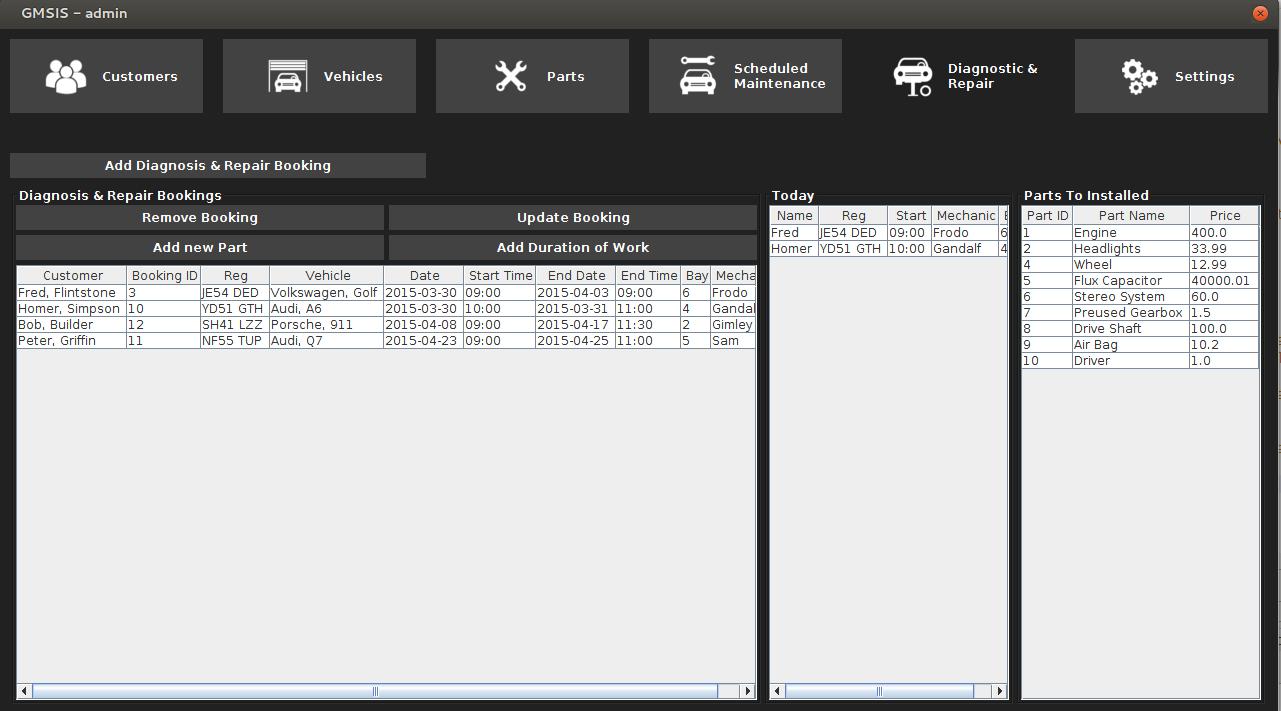 GMSIS - admin
Customers
Vehicles
Parts
Scheduled
Maintenance
Diagnostic &
Repair
Settings
Add Diagnosis & Repair Booking
Diagnosis & Repair Bookings
Remove Booking Update Booking
Add new Part Add Duration of Work
Customer Booking ID Reg Vehicle Date Start Time End Date End Time Bay Mecha
Fred, Flintstone 3 JE54 DED Volkswagen, Golf 2015-03-30 09:00 2015-04-03 09:00 6 Frodo
Homer, Simpson 10 YD51 GTH Audi, A6 2015-03-30 10:00 2015-03-31 11:00 4 Gandal
Bob, Builder 12 SH41 LZZ Porsche, 911 2015-04-08 09:00 2015-04-17 11:30 2 Gimley
Peter, Griffin 11 NF55 TUP Audi, Q7 2015-04-23 09:00 2015-04-25 11:00 5 Sam
Today
Name Reg Start Mechanic
Fred JE54 DED 09:00 Frodo 6
Homer YD51 GTH 10:00 Gandalf 4
Parts To Installed
Part ID Part Name Price
1 Engine 400.0
2 Headlights 33.99
4 Wheel 12.99
5 Flux Capacitor 40000.01
6 Stereo System 60.0
7 Preused Gearbox 1.5
8 Drive Shaft 100.0
9 Air Bag 10.2
10 Driver 1.0